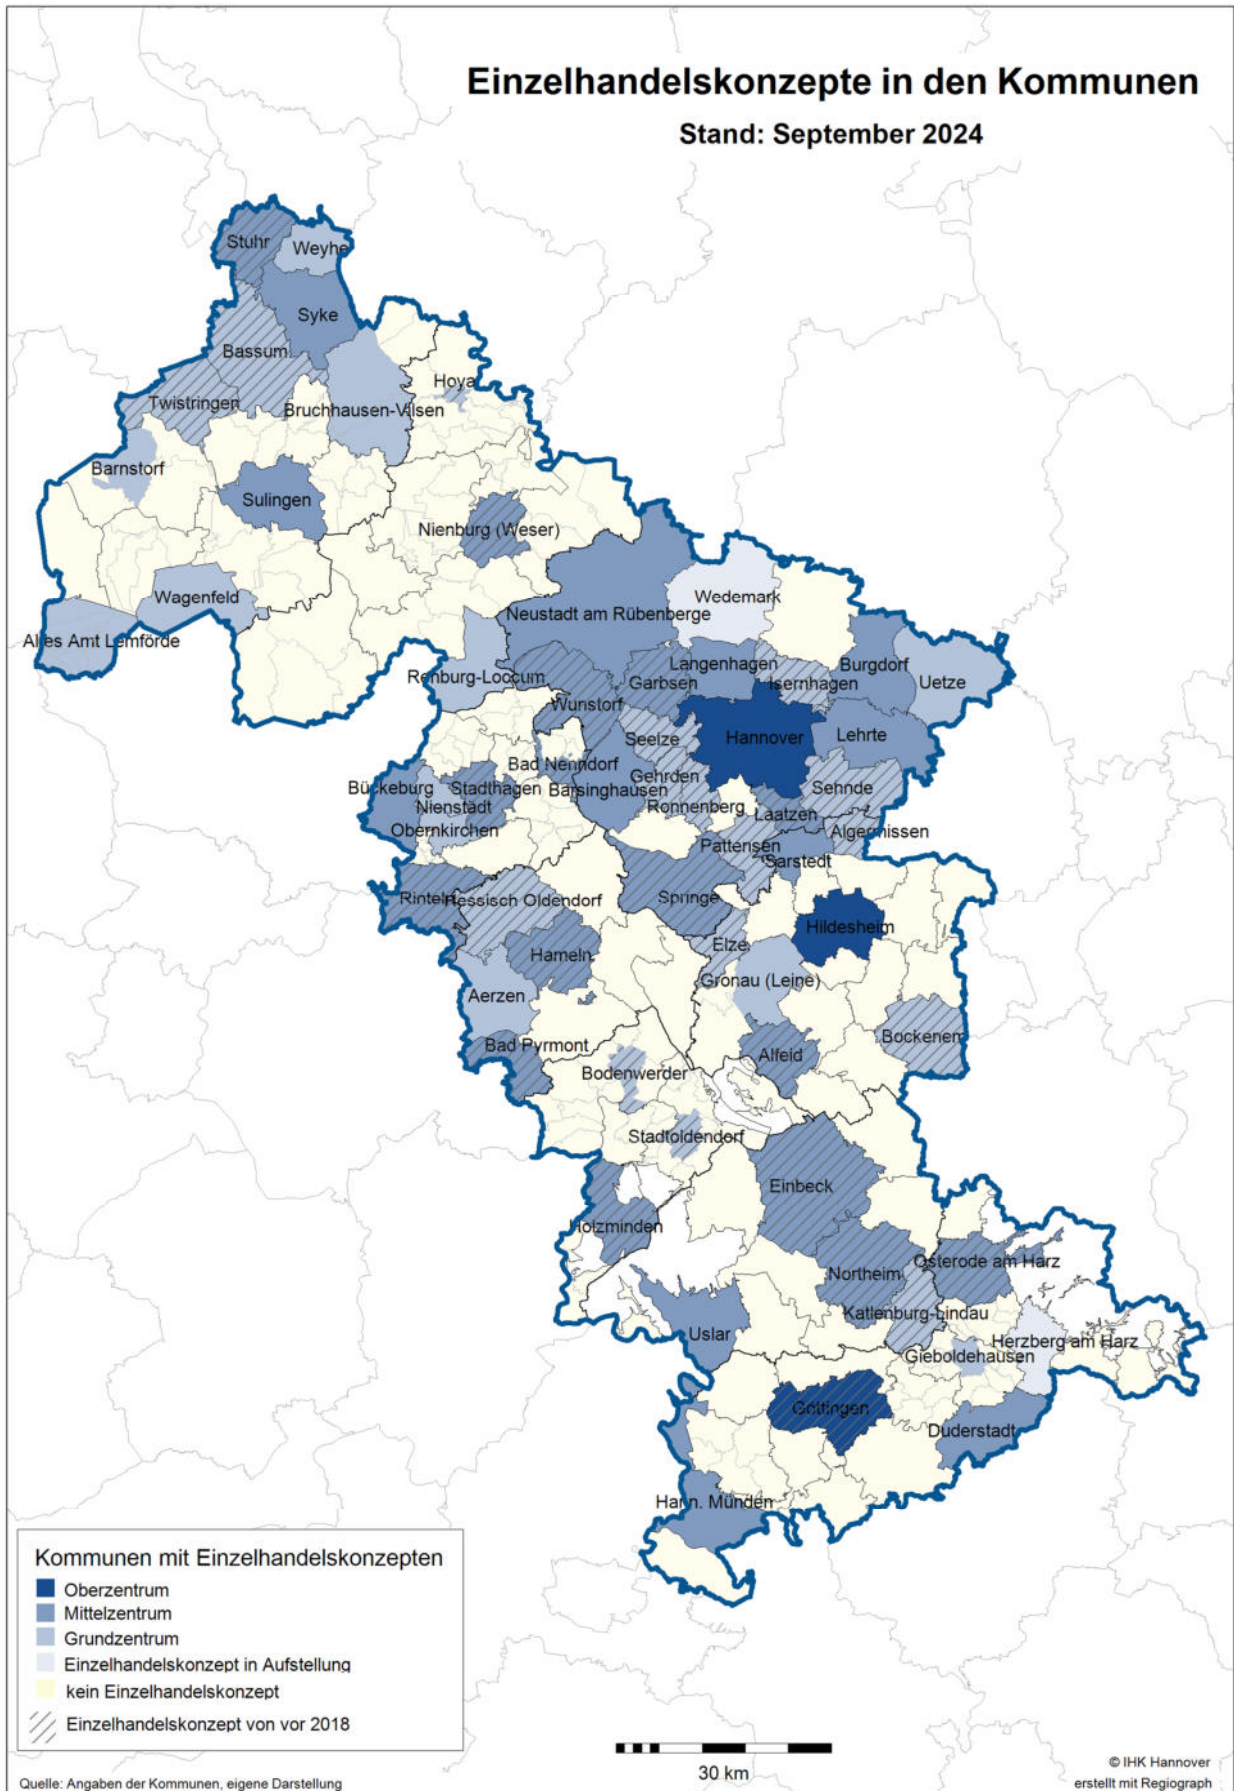 Einzelhandelskonzepte in den Kommunen
Stand: September 2024
Stuhr
Weyhe
Syke
Bassum
Hoya
Twistringen
Bruchhausen-Vilsen
Barnstorf
Sulingen
Nienburg (Weser)
Wagenfeld
Wedemark
Neustadt am Rübenberge
Altes Amt Lemförde
Langenhagen
Burgdorf
Rehburg-Loccum
Garbsen
Isernhagen
Uetze
Wunstorf
Seelze
Hannover
Lehrte
Bad Nenndorf
Gehrden
Bückeburg
Stadthagen
Barsinghausen
Sehnde
Nienstädt
Ronnenberg
Laatzen
Obernkirchen
Algermissen
Pattensen
Sarstedt
Rinteln
Hessisch Oldendorf
Springe
Hildesheim
Hameln
Elze
Gronau (Leine)
Aerzen
Bockenem
Bad Pyrmont
Alfeld
Bodenwerder
Stadtoldendorf
Einbeck
Holzminden
Osterode am Harz
Northeim
Katlenburg-Lindau
Uslar
Herzberg am Harz
Gieboldehausen
Göttingen
Duderstadt
Hann. Münden
Kommunen mit Einzelhandelskonzepten
Oberzentrum
Mittelzentrum
Grundzentrum
Einzelhandelskonzept in Aufstellung
kein Einzelhandelskonzept
Einzelhandelskonzept von vor 2018
30 km
© IHK Hannover
Quelle: Angaben der Kommunen, eigene Darstellung
erstellt mit Regiograph